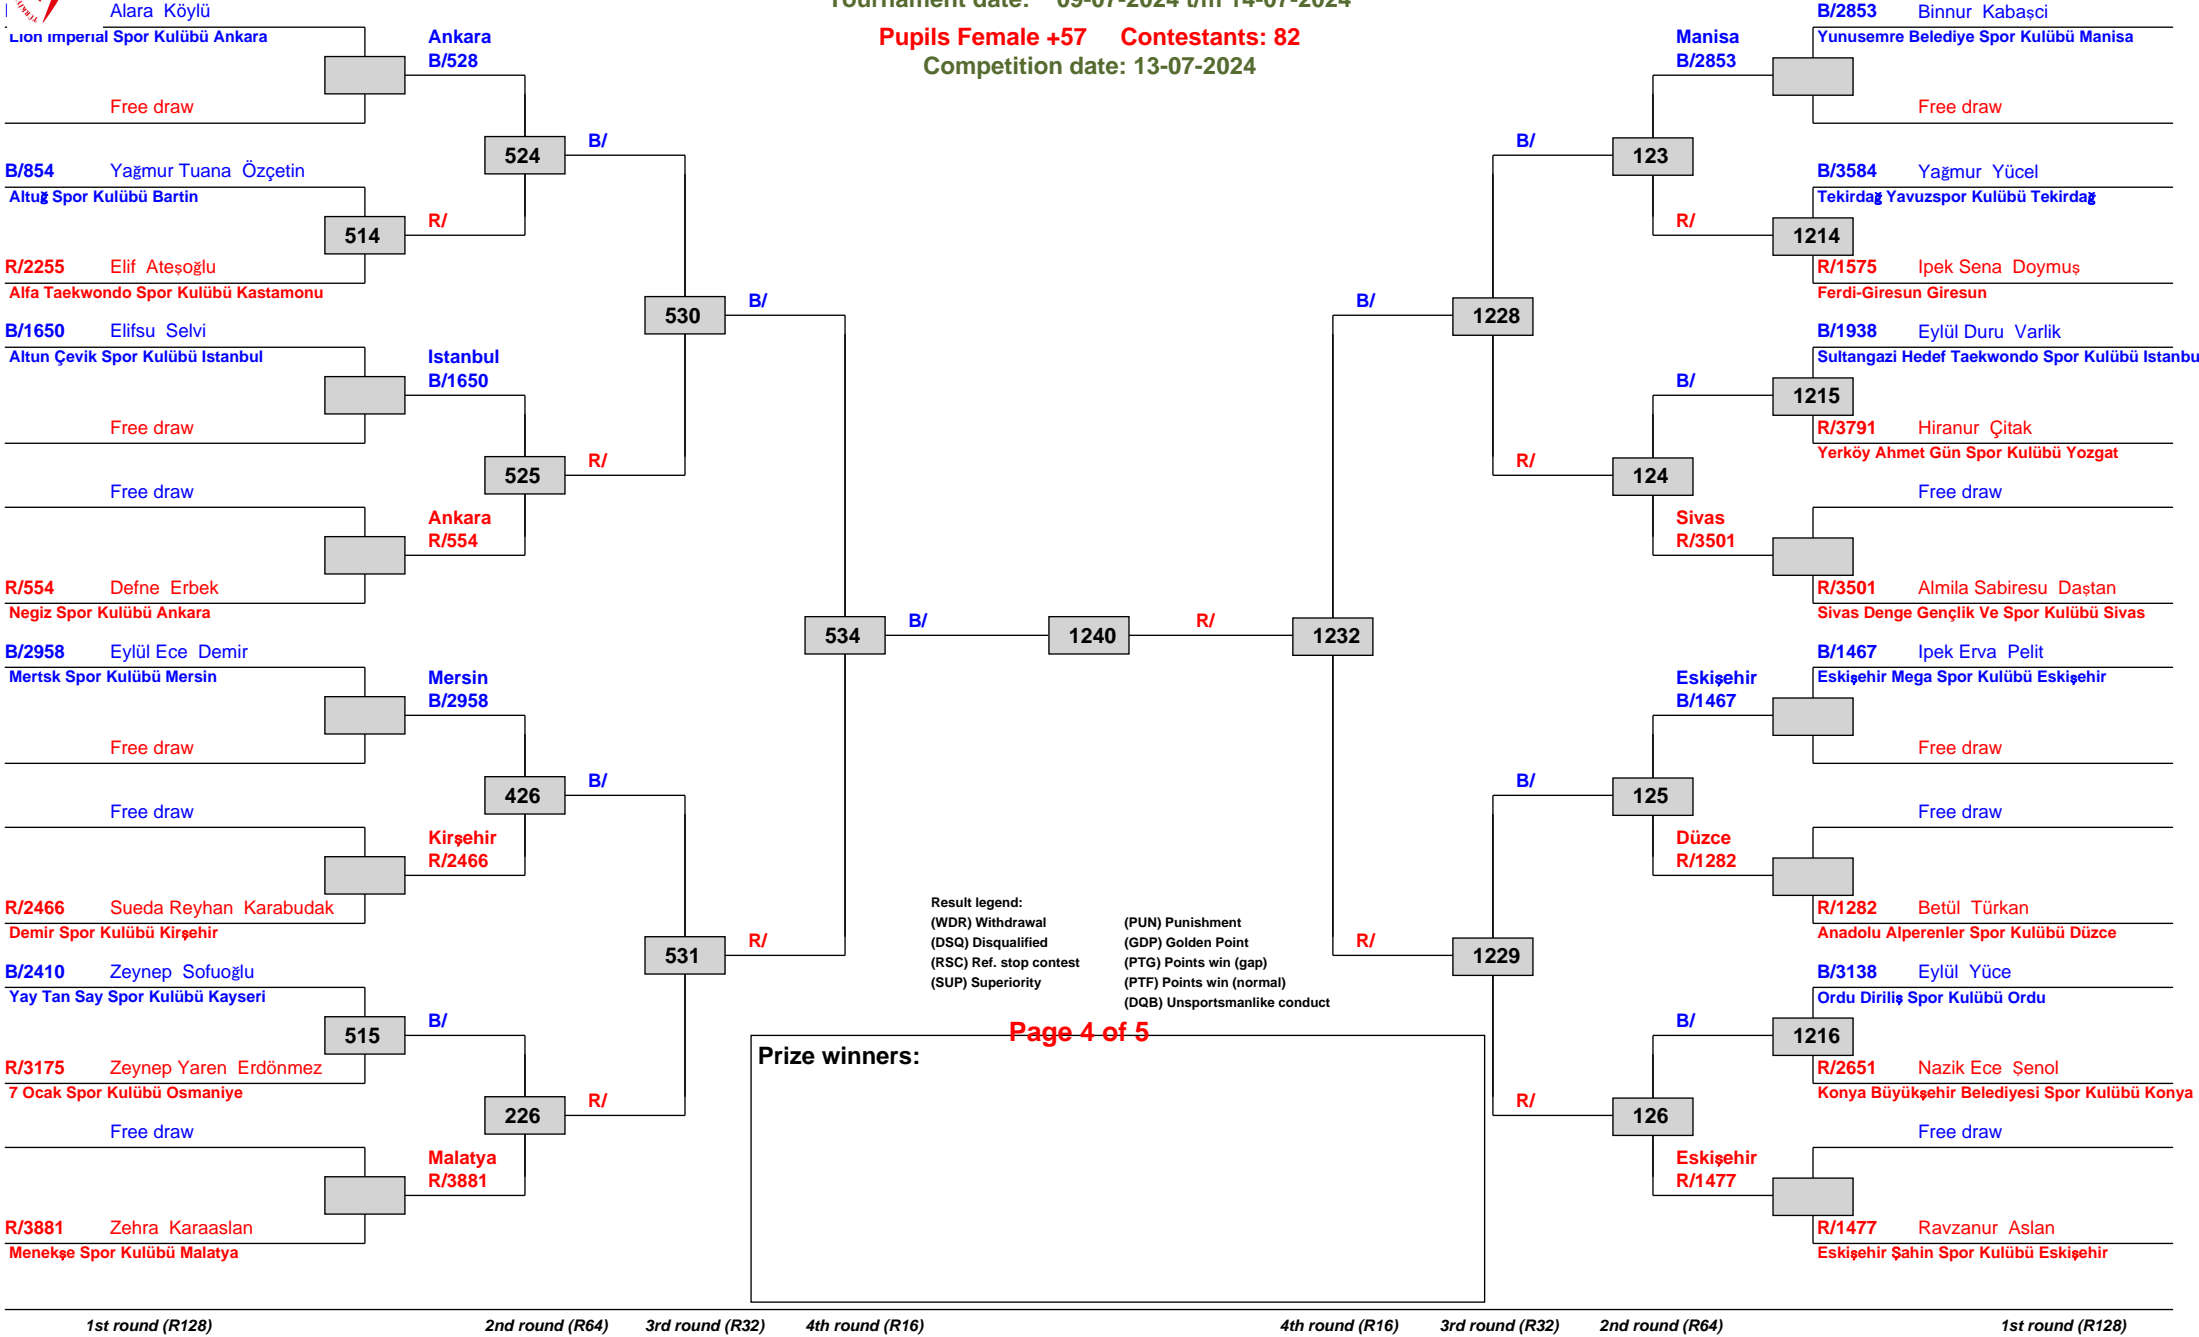 Tournament date: 09-07-2024 t/m 14-07-2024
Pupils Female +57 Contestants: 82
Competition date: 13-07-2024
Alara Köylü
Lion Imperial Spor Kulübü Ankara
Ankara
B/528
Free draw
524
B/
B/854 Yağmur Tuana Özçetin
Altuğ Spor Kulübü Bartin
514
R/
R/2255 Elif Ateşoğlu
Alfa Taekwondo Spor Kulübü Kastamonu
530
B/
B/1650 Elifsu Selvi
Altun Çevik Spor Kulübü Istanbul
Istanbul
B/1650
Free draw
525
R/
Free draw
Ankara
R/554
R/554 Defne Erbek
Negiz Spor Kulübü Ankara
534
B/
1240
R/
1232
B/2958 Eylül Ece Demir
Mertsk Spor Kulübü Mersin
Mersin
B/2958
Free draw
426
B/
Free draw
Kirşehir
R/2466
R/2466 Sueda Reyhan Karabudak
Demir Spor Kulübü Kirşehir
531
R/
B/2410 Zeynep Sofuoğlu
Yay Tan Say Spor Kulübü Kayseri
515
B/
R/3175 Zeynep Yaren Erdönmez
7 Ocak Spor Kulübü Osmaniye
226
R/
Free draw
Malatya
R/3881
R/3881 Zehra Karaaslan
Menekşe Spor Kulübü Malatya
B/2853 Binnur Kabaşci
Yunusemre Belediye Spor Kulübü Manisa
Manisa
B/2853
Free draw
B/
123
B/3584 Yağmur Yücel
Tekirdağ Yavuzspor Kulübü Tekirdağ
R/
1214
R/1575 Ipek Sena Doymuş
Ferdi-Giresun Giresun
B/
1228
B/1938 Eylül Duru Varlik
Sultangazi Hedef Taekwondo Spor Kulübü Istanbu
B/
1215
R/3791 Hiranur Çitak
Yerköy Ahmet Gün Spor Kulübü Yozgat
R/
124
Free draw
Sivas
R/3501
R/3501 Almila Sabiresu Daştan
Sivas Denge Gençlik Ve Spor Kulübü Sivas
B/1467 Ipek Erva Pelit
Eskişehir Mega Spor Kulübü Eskişehir
Eskişehir
B/1467
Free draw
B/
125
Free draw
Düzce
R/1282
R/1282 Betül Türkan
Anadolu Alperenler Spor Kulübü Düzce
R/
1229
B/3138 Eylül Yüce
Ordu Diriliş Spor Kulübü Ordu
B/
1216
R/2651 Nazik Ece Şenol
Konya Büyükşehir Belediyesi Spor Kulübü Konya
R/
126
Free draw
Eskişehir
R/1477
R/1477 Ravzanur Aslan
Eskişehir Şahin Spor Kulübü Eskişehir
Result legend:
(WDR) Withdrawal (PUN) Punishment
(DSQ) Disqualified (GDP) Golden Point
(RSC) Ref. stop contest (PTG) Points win (gap)
(SUP) Superiority (PTF) Points win (normal)
(DQB) Unsportsmanlike conduct
Page 4 of 5
Prize winners:
1st round (R128) 2nd round (R64) 3rd round (R32) 4th round (R16) 4th round (R16) 3rd round (R32) 2nd round (R64) 1st round (R128)